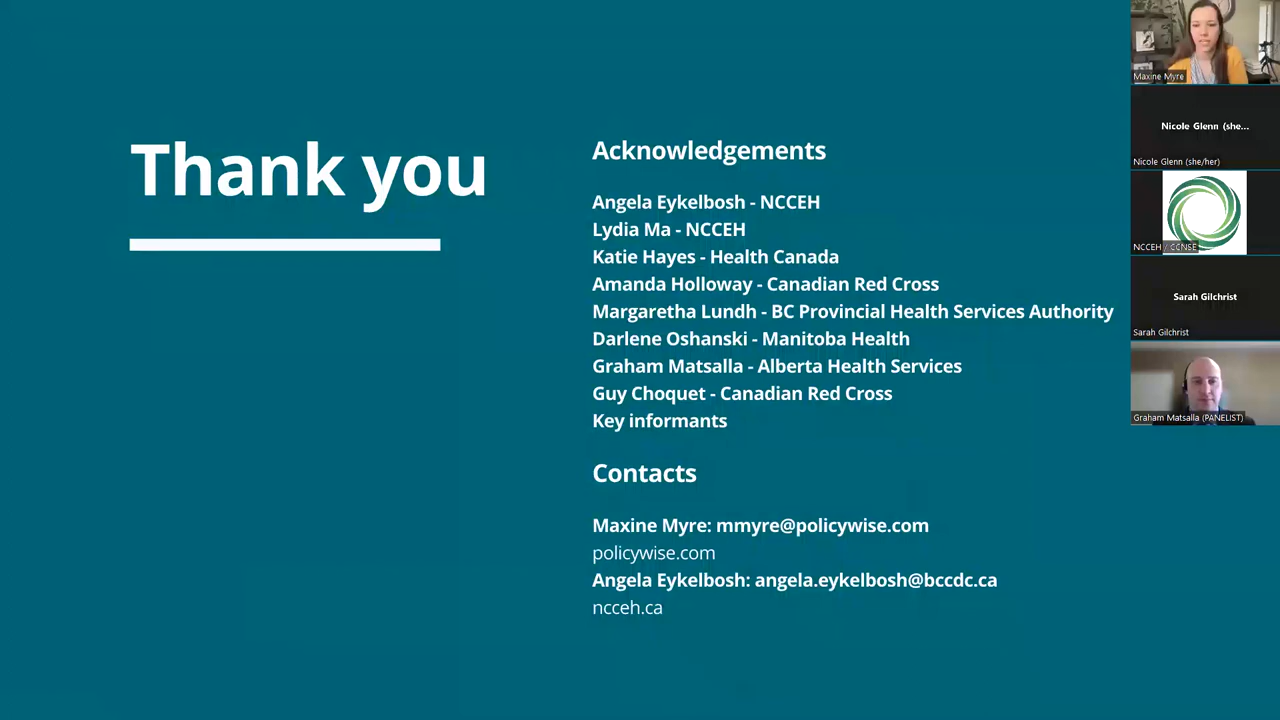 Thank you
Acknowledgements
Angela Eykelbosh - NCCEH
Lydia Ma - NCCEH
Katie Hayes - Health Canada
Amanda Holloway - Canadian Red Cross
Margaretha Lundh - BC Provincial Health Services Authority
Darlene Oshanski - Manitoba Health
Graham Matsalla - Alberta Health Services
Guy Choquet - Canadian Red Cross
Key informants
Contacts
Maxine Myre: mmyre@policywise.com
policywise.com
Angela Eykelbosh: angela.eykelbosh@bccdc.ca
ncceh.ca
Maxine Myre
Nicole Glenn (she...
Nicole Glenn (she/her)
NCCEH / CCNSE
Sarah Gilchrist
Sarah Gilchrist
Graham Matsalla (PANELIST)